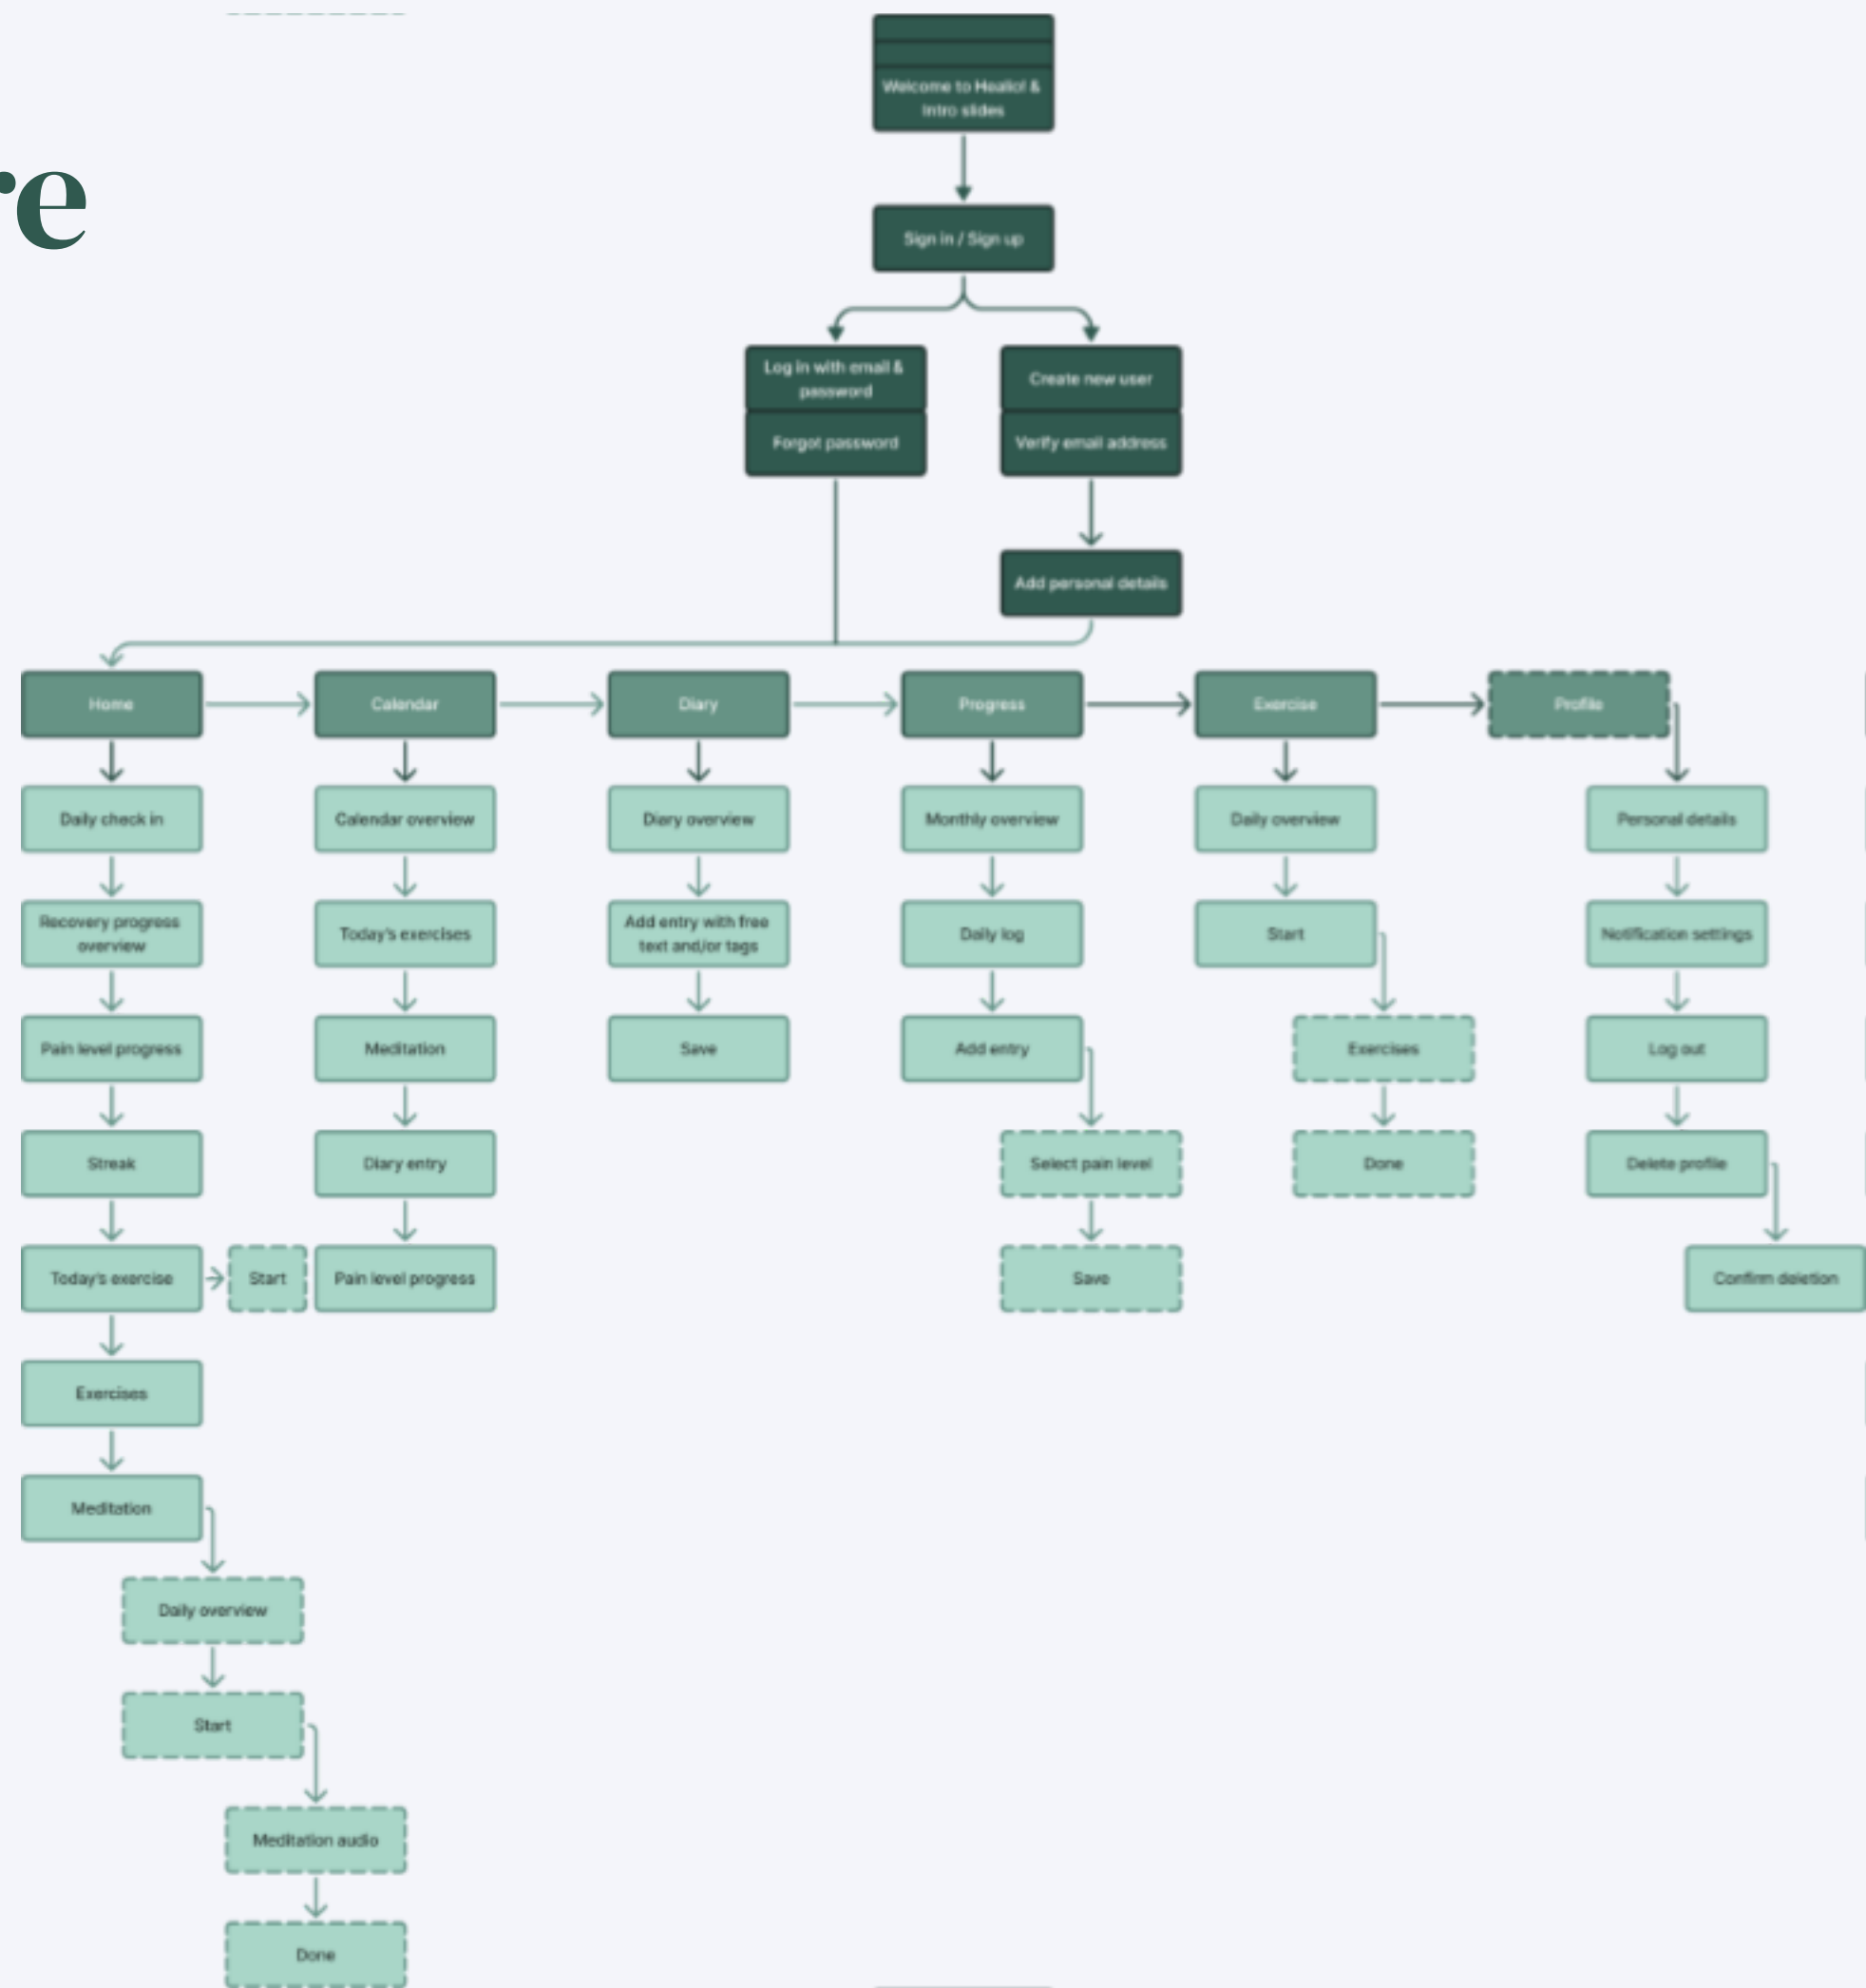 Welcome to Healio! &
Intro slides
re
Sign in / Sign up
Log in with email &
password
Create new user
Forgot password
Verify email address
Add personal details
Home
Calendar
Diary
Progress
Exercise
Profile
Daily check in
Calendar overview
Diary overview
Monthly overview
Daily overview
Personal details
Recovery progress
overview
Today's exercises
Add entry with free
text and/or tags
Daily log
Start
Notification settings
Pain level progress
Meditation
Save
Add entry
Exercises
Log out
Streak
Diary entry
Select pain level
Done
Delete profile
Today's exercise
Start
Pain level progress
Save
Confirm deletion
Exercises
Meditation
Daily overview
Start
Meditation audio
Done